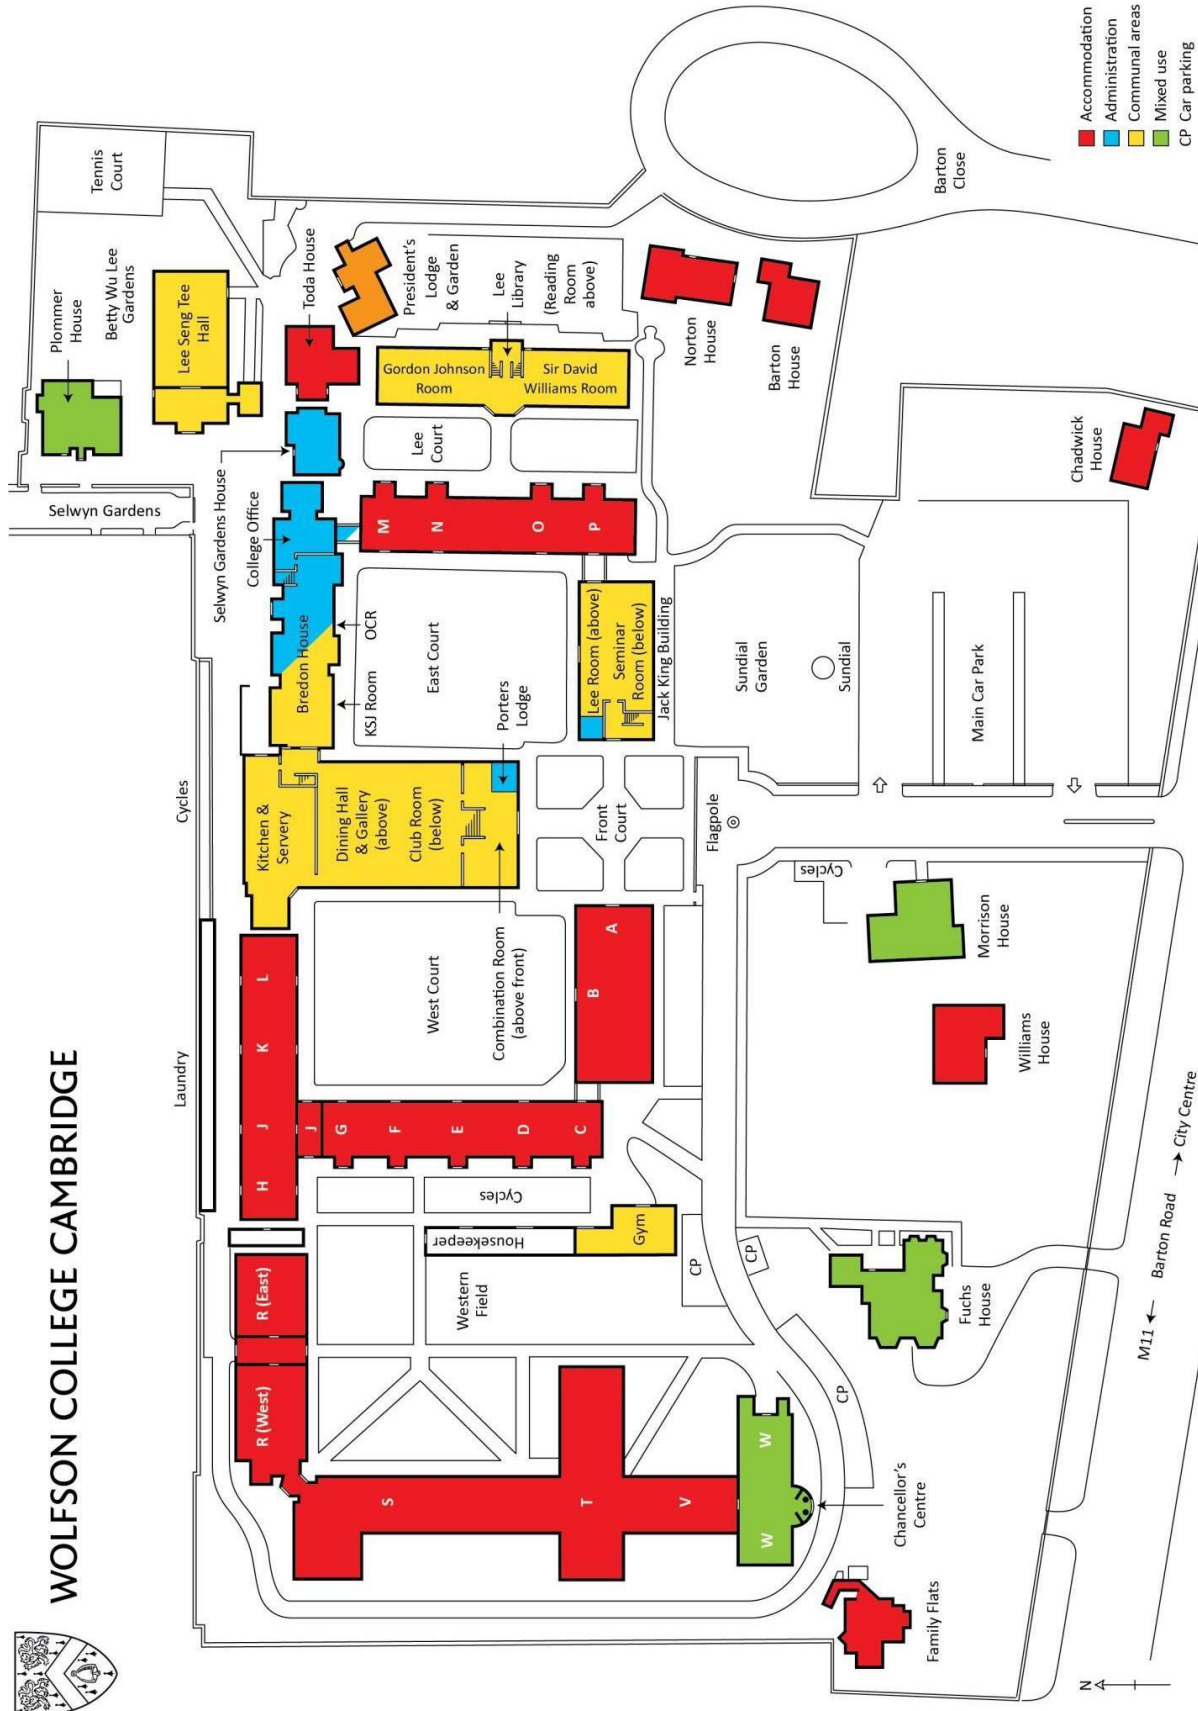 WOLFSON COLLEGE CAMBRIDGE
Laundry
Cycles
Selwyn Gardens
Plommer
House
Betty Wu Lee
Gardens
Tennis
Court
Lee Seng Tee
Hall
Selwyn Gardens House
College Office
Toda House
President's
Lodge
& Garden
R (West)
R (East)
H
J
K
L
Kitchen &
Servery
Bredon House
KSJ Room
OCR
M
N
O
P
Lee
Court
Gordon Johnson
Room
Sir David
Williams Room
Lee
Library
(Reading
Room
above)
J
G
F
E
D
C
West Court
Dining Hall
& Gallery
(above)
Club Room
(below)
East Court
Porters
Lodge
Combination Room
(above front)
S
T
V
W
W
Western
Field
Housekeeper
Cycles
Gym
B
A
Front
Court
Lee Room (above)
Seminar
Room (below)
Jack King Building
Norton
House
Barton
House
Barton
Close
CP
CP
CP
Flagpole
Sundial
Garden
Sundial
Chancellor's
Centre
Family Flats
Fuchs
House
Cycles
Morrison
House
Williams
House
Main Car Park
Chadwick
House
N
M11
Barton Road
City Centre
Accommodation
Administration
Communal areas
Mixed use
CP Car parking